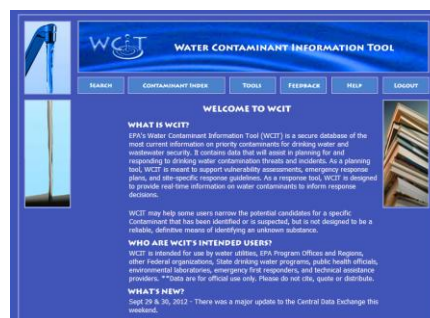 WCIT WATER CONTAMINANT INFORMATION TOOL
SEARCH CONTAMINANT INDEX TOOLS FEEDBACK HELP LOGOUT
WELCOME TO WCIT
WHAT IS WCIT?
EPA's Water Contaminant Information Tool (WCIT) is a secure database of the
most current information on priority contaminants for drinking water and
wastewater security. It contains data that will assist in planning for and
responding to drinking water contamination threats and incidents. As a planning
tool, WCIT is meant to support vulnerability assessments, emergency response
plans, and site-specific response guidelines. As a response tool, WCIT is designed
to provide real-time information on water contaminants to inform response
decisions.
WCIT may help some users narrow the potential candidates for a specific
Contaminant that has been identified or is suspected, but is not designed to be a
reliable, definitive means of identifying an unknown substance.
WHO ARE WCIT'S INTENDED USERS?
WCIT is intended for use by water utilities, EPA Program Offices and Regions,
other Federal organizations, State drinking water programs, public health officials,
environmental laboratories, emergency first responders, and technical assistance
providers. **Data are for official use only. Please do not cite, quote or distribute.
WHAT'S NEW?
Sept 29 & 30, 2012 - There was a major update to the Central Data Exchange this
weekend.